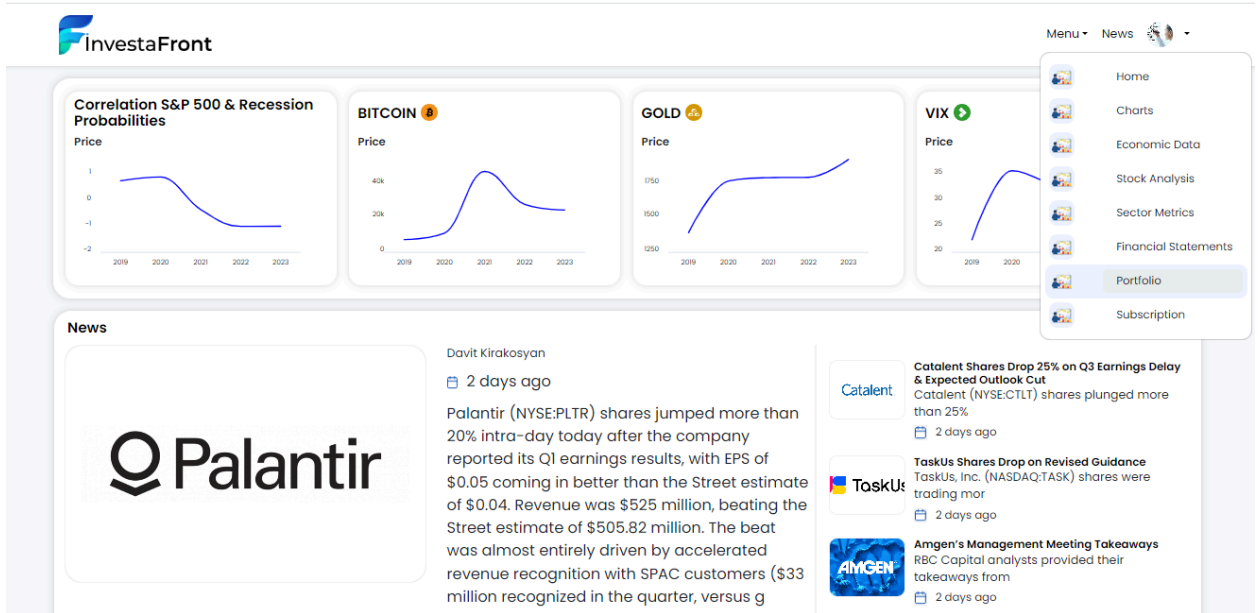 InvestaFront
Menu
News
Home
Charts
Economic Data
Stock Analysis
Sector Metrics
Financial Statements
Portfolio
Subscription
Correlation S&P 500 & Recession
Probabilities
Price
1
0
-1
-2
2019 2020 2021 2022 2023
BITCOIN
Price
40k
20k
0
2019 2020 2021 2022 2023
GOLD
Price
1750
1500
1250
2019 2020 2021 2022 2023
VIX
Price
35
30
25
20
2019 2020
News
Palantir
Davit Kirakosyan
2 days ago
Palantir (NYSE:PLTR) shares jumped more than
20% intra-day today after the company
reported its Q1 earnings results, with EPS of
$0.05 coming in better than the Street estimate
of $0.04. Revenue was $525 million, beating the
Street estimate of $505.82 million. The beat
was almost entirely driven by accelerated
revenue recognition with SPAC customers ($33
million recognized in the quarter, versus g
Catalent
Catalent Shares Drop 25% on Q3 Earnings Delay
& Expected Outlook Cut
Catalent (NYSE:CTLT) shares plunged more
than 25%
2 days ago
TaskUs
TaskUs Shares Drop on Revised Guidance
TaskUs, Inc. (NASDAQ:TASK) shares were
trading mor
2 days ago
AMGEN
Amgen's Management Meeting Takeaways
RBC Capital analysts provided their
takeaways from
2 days ago